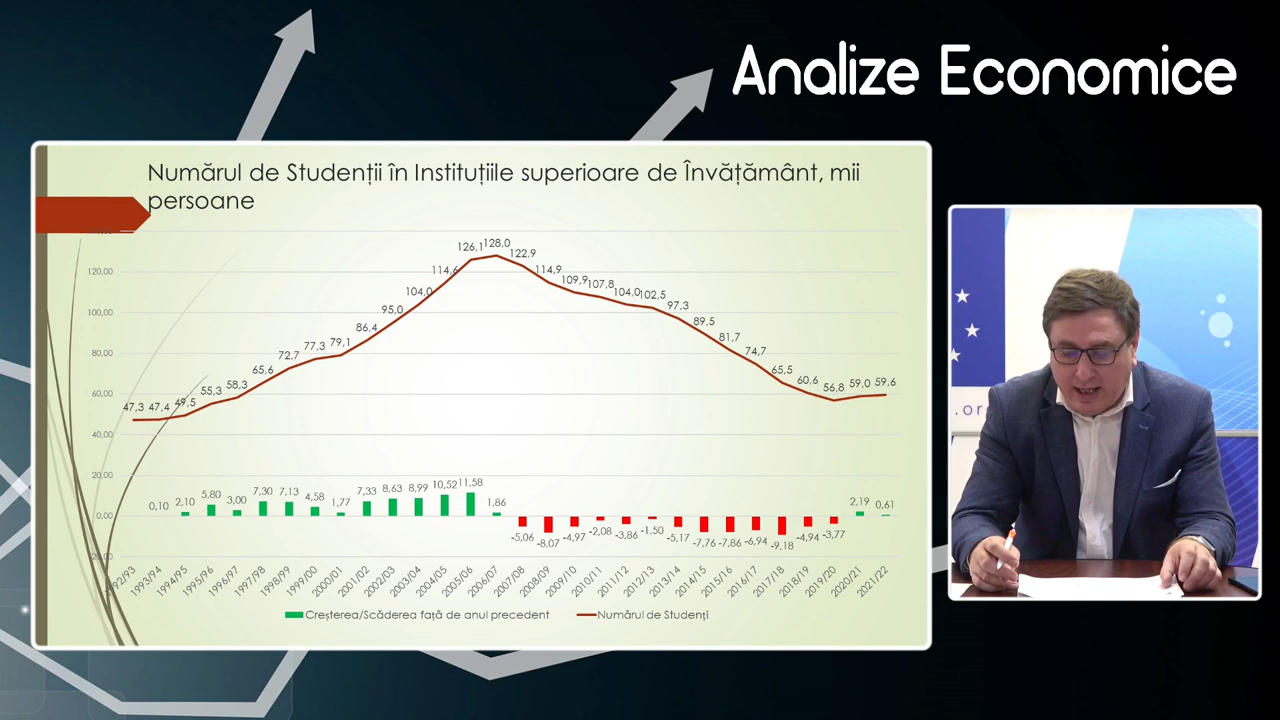 Analize Economice
Numărul de Studenții în Instituțiile superioare de Învățământ, mii
persoane
120,00
100,00
80,00
60,00
40,00
20,00
0,00
47,3 47,4 49,5 55,3 58,3 65,6 72,7 77,3 79,1 86,4 95,0 104,0 114,6 126,1 128,0 122,9 114,9 109,9 107,8 104,0 102,5 97,3 89,5 81,7 74,7 65,5 60,6 56,8 59,0 59,6
0,10 2,10 5,80 3,00 7,30 7,13 4,58 1,77 7,33 8,63 8,99 10,52 11,58 1,86 -5,06 -8,07 -4,97 -2,08 -3,86 -1,50 -5,17 -7,76 -7,86 -6,94 -9,18 -4,94 -3,77 2,19 0,61
1992/93 1993/94 1994/95 1995/96 1996/97 1997/98 1998/99 1999/00 2000/01 2001/02 2002/03 2003/04 2004/05 2005/06 2006/07 2007/08 2008/09 2009/10 2010/11 2011/12 2012/13 2013/14 2014/15 2015/16 2016/17 2017/18 2018/19 2019/20 2020/21 2021/22
Creșterea/Scăderea față de anul precedent
Numărul de Studenți
.org